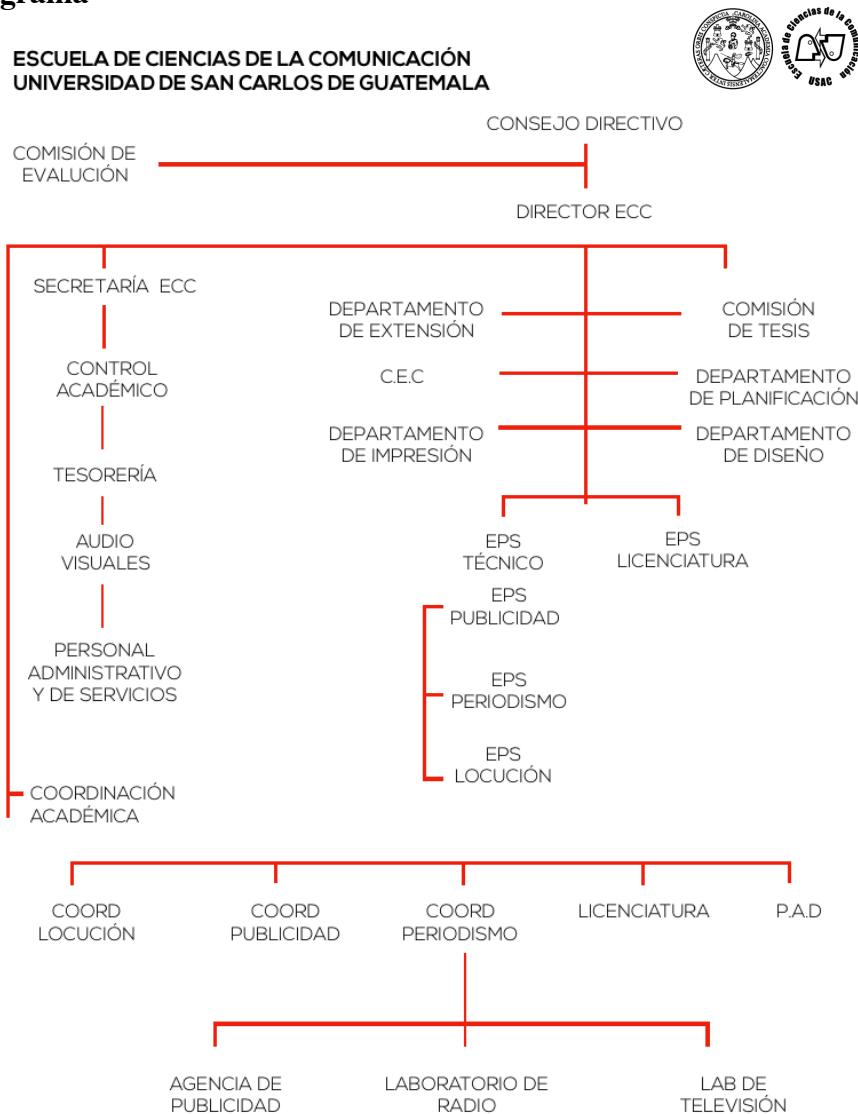 grama
ESCUELA DE CIENCIAS DE LA COMUNICACIÓN
UNIVERSIDAD DE SAN CARLOS DE GUATEMALA
Escuela de Ciencias de la Comunicación
USAC
CONSEJO DIRECTIVO
COMISIÓN DE
EVALUCIÓN
DIRECTOR ECC
SECRETARÍA ECC
DEPARTAMENTO
DE EXTENSIÓN
COMISIÓN
DE TESIS
CONTROL
ACADÉMICO
C.E.C
DEPARTAMENTO
DE PLANIFICACIÓN
DEPARTAMENTO
DE IMPRESIÓN
DEPARTAMENTO
DE DISEÑO
TESORERÍA
AUDIO
VISUALES
EPS
TÉCNICO
EPS
LICENCIATURA
EPS
PUBLICIDAD
PERSONAL
ADMINISTRATIVO
Y DE SERVICIOS
EPS
PERIODISMO
EPS
LOCUCIÓN
COORDINACIÓN
ACADÉMICA
COORD
LOCUCIÓN
COORD
PUBLICIDAD
COORD
PERIODISMO
LICENCIATURA
P.A.D
AGENCIA DE
PUBLICIDAD
LABORATORIO DE
RADIO
LAB DE
TELEVISIÓN